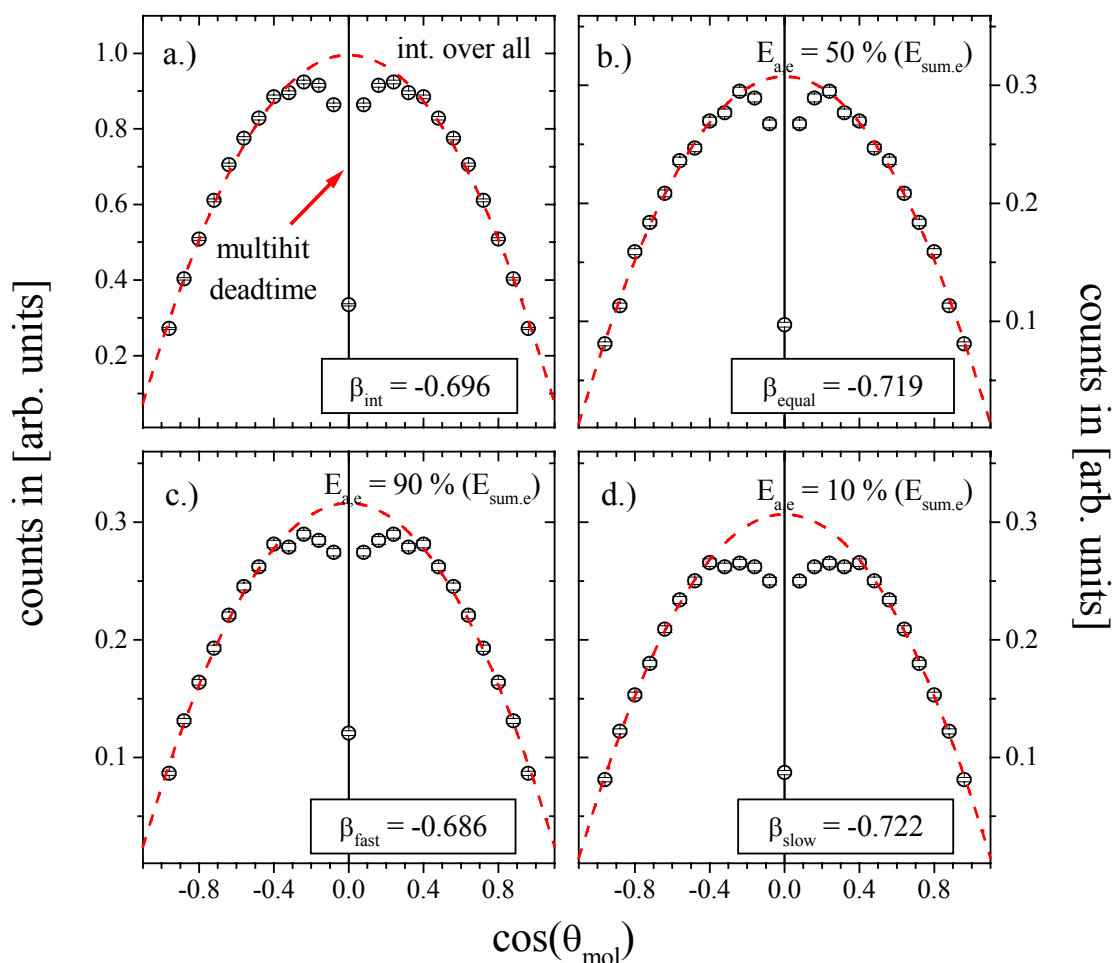 a.)
int. over all
multihit
deadtime
β_int = -0.696
1.0
0.8
0.6
0.4
0.2
b.)
E_a,e = 50 % (E_sum.e)
β_equal = -0.719
0.3
0.2
0.1
c.)
E_a,e = 90 % (E_sum.e)
β_fast = -0.686
0.3
0.2
0.1
d.)
E_a,e = 10 % (E_sum.e)
β_slow = -0.722
0.3
0.2
0.1
-0.8 -0.4 0.0 0.4 0.8
-0.8 -0.4 0.0 0.4 0.8
cos(θ_mol)
counts in [arb. units]
counts in [arb. units]